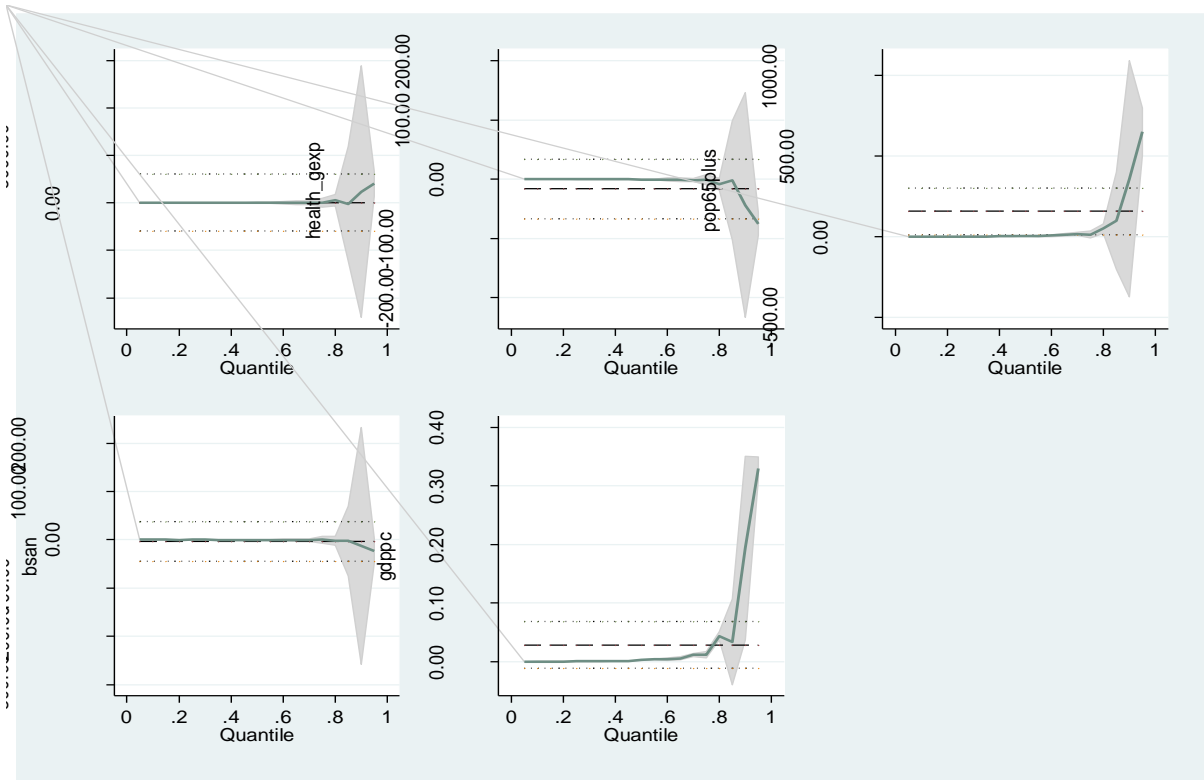 0.00
health_gexp
-200.00-100.00
100.00 200.00
0 .2 .4 .6 .8 1
Quantile
0.00
pop65plus
-500.00
500.00
1000.00
0 .2 .4 .6 .8 1
Quantile
0.00
0 .2 .4 .6 .8 1
Quantile
bsan
0.00
100.00200.00
0 .2 .4 .6 .8 1
Quantile
gdppc
0.00 0.10 0.20 0.30 0.40
0 .2 .4 .6 .8 1
Quantile